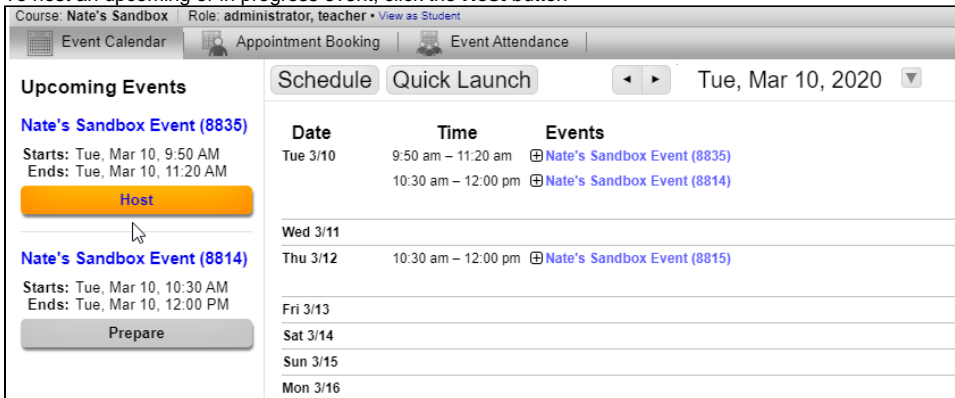 To host an upcoming or in progress event, click the Host button
Course: Nate's Sandbox Role: administrator, teacher • View as Student
Event Calendar Appointment Booking Event Attendance
Upcoming Events
Nate's Sandbox Event (8835)
Starts: Tue, Mar 10, 9:50 AM
Ends: Tue, Mar 10, 11:20 AM
Host
Nate's Sandbox Event (8814)
Starts: Tue, Mar 10, 10:30 AM
Ends: Tue, Mar 10, 12:00 PM
Prepare
Schedule Quick Launch Tue, Mar 10, 2020
Date Time Events
Tue 3/10 9:50 am – 11:20 am Nate's Sandbox Event (8835)
10:30 am – 12:00 pm Nate's Sandbox Event (8814)
Wed 3/11
Thu 3/12 10:30 am – 12:00 pm Nate's Sandbox Event (8815)
Fri 3/13
Sat 3/14
Sun 3/15
Mon 3/16